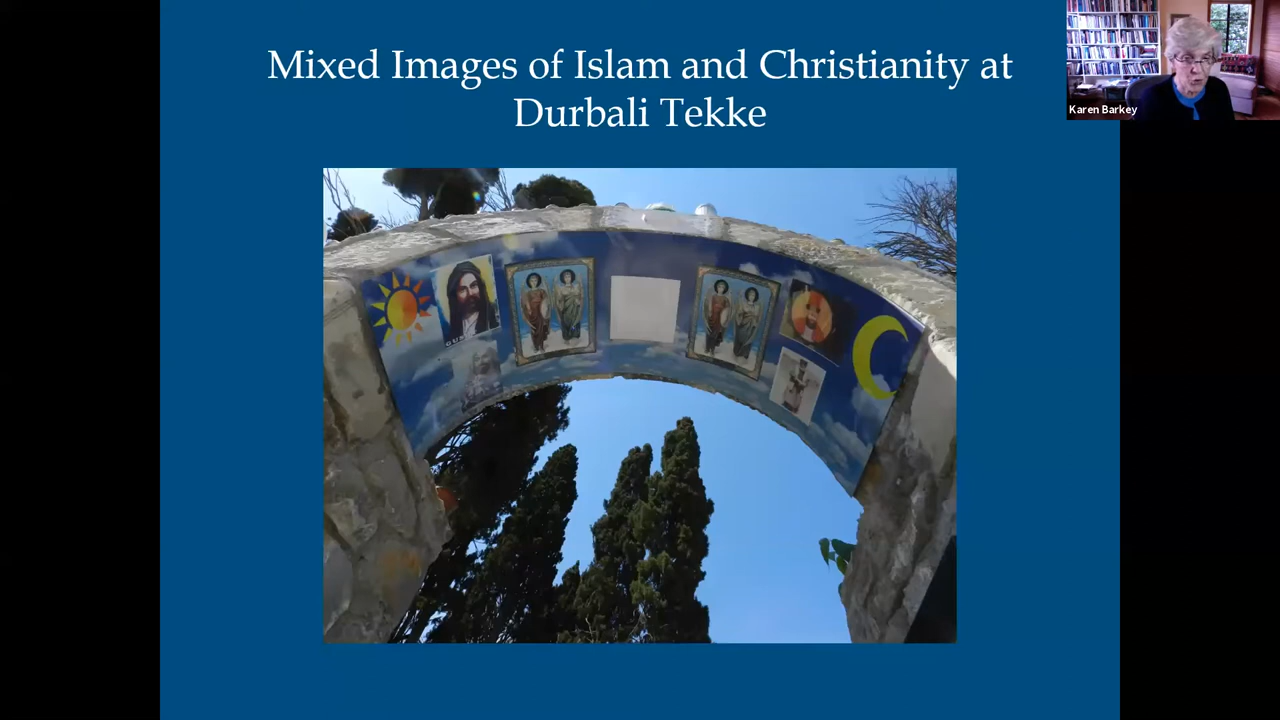 Mixed Images of Islam and Christianity at
Durbali Tekke
Karen Barkey